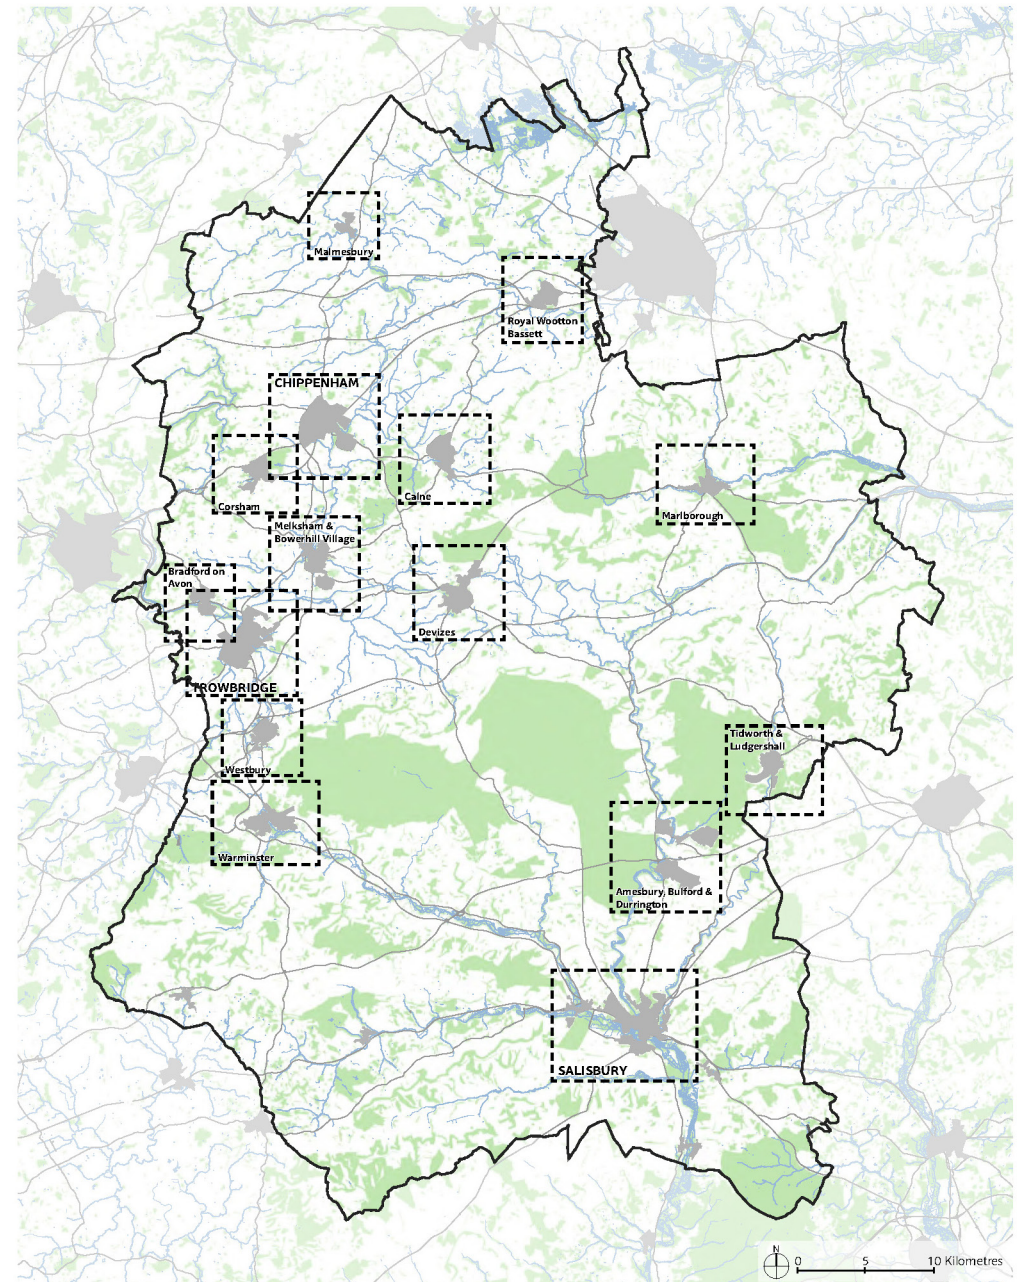 Malmesbury
Royal Wootton
Bassett
CHIPPENHAM
Corsham
Calne
Marlborough
Melksham &
Bowerhill Village
Bradford on
Avon
Devizes
TROWBRIDGE
Westbury
Tidworth &
Ludgershall
Warminster
Amesbury, Bulford &
Durrington
SALISBURY
N
0 5 10 Kilometres